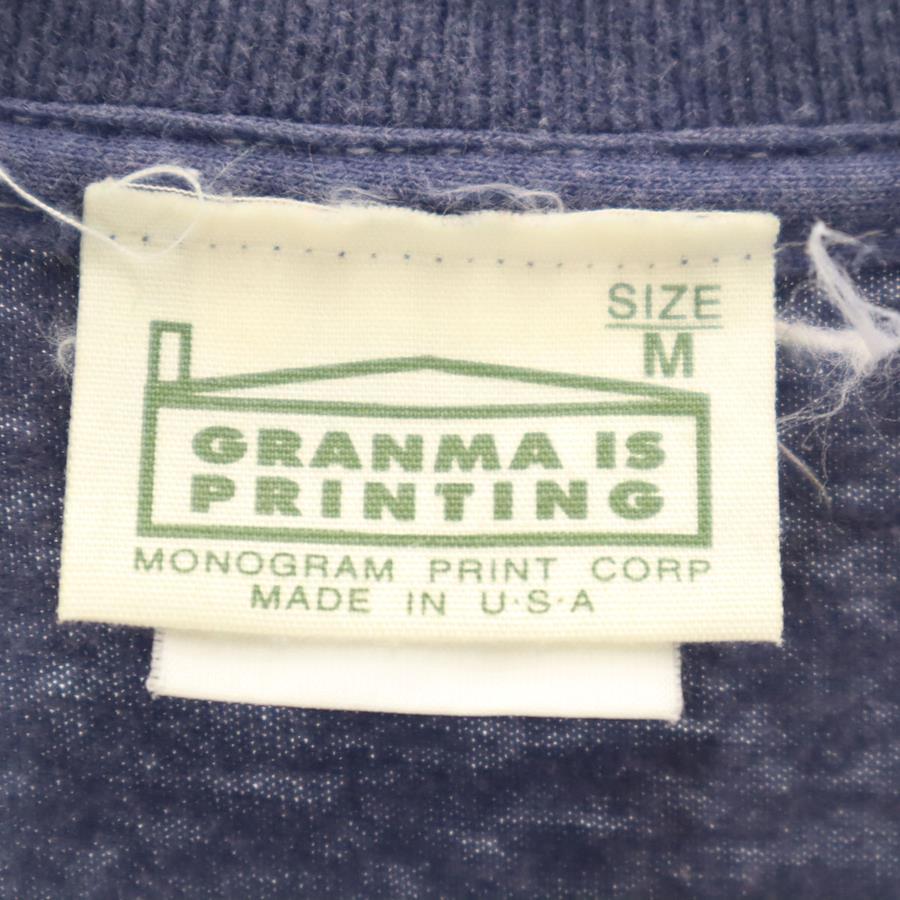 SIZE
M
GRANMA IS
PRINTING
MONOGRAM PRINT CORP
MADE IN U·S·A